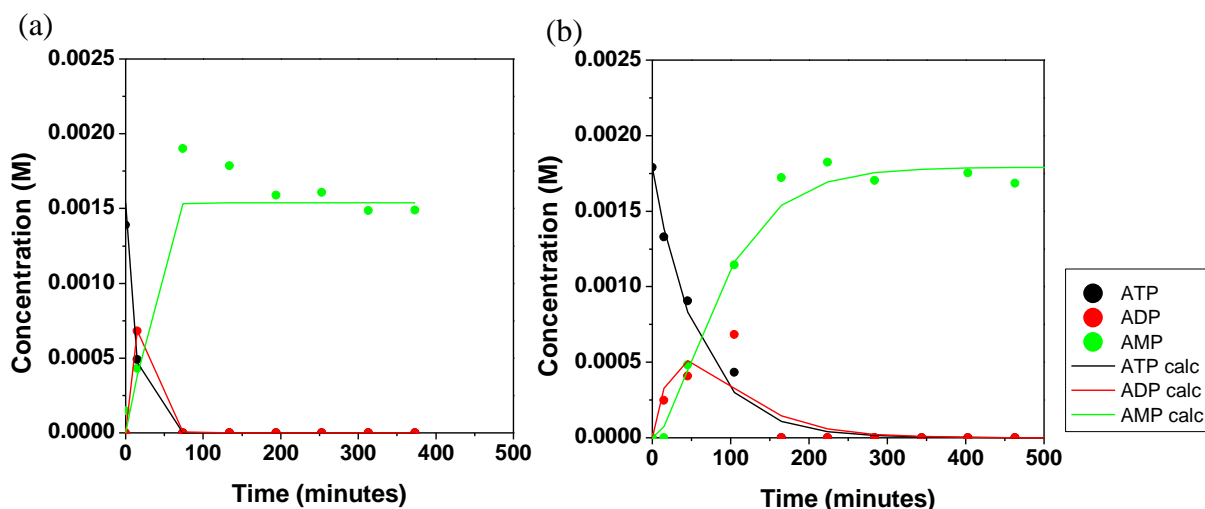 (a)
0.0025
0.0020
0.0015
0.0010
0.0005
0.0000
Concentration (M)
0 100 200 300 400 500
Time (minutes)
(b)
0.0025
0.0020
0.0015
0.0010
0.0005
0.0000
Concentration (M)
0 100 200 300 400 500
Time (minutes)
ATP
ADP
AMP
ATP calc
ADP calc
AMP calc